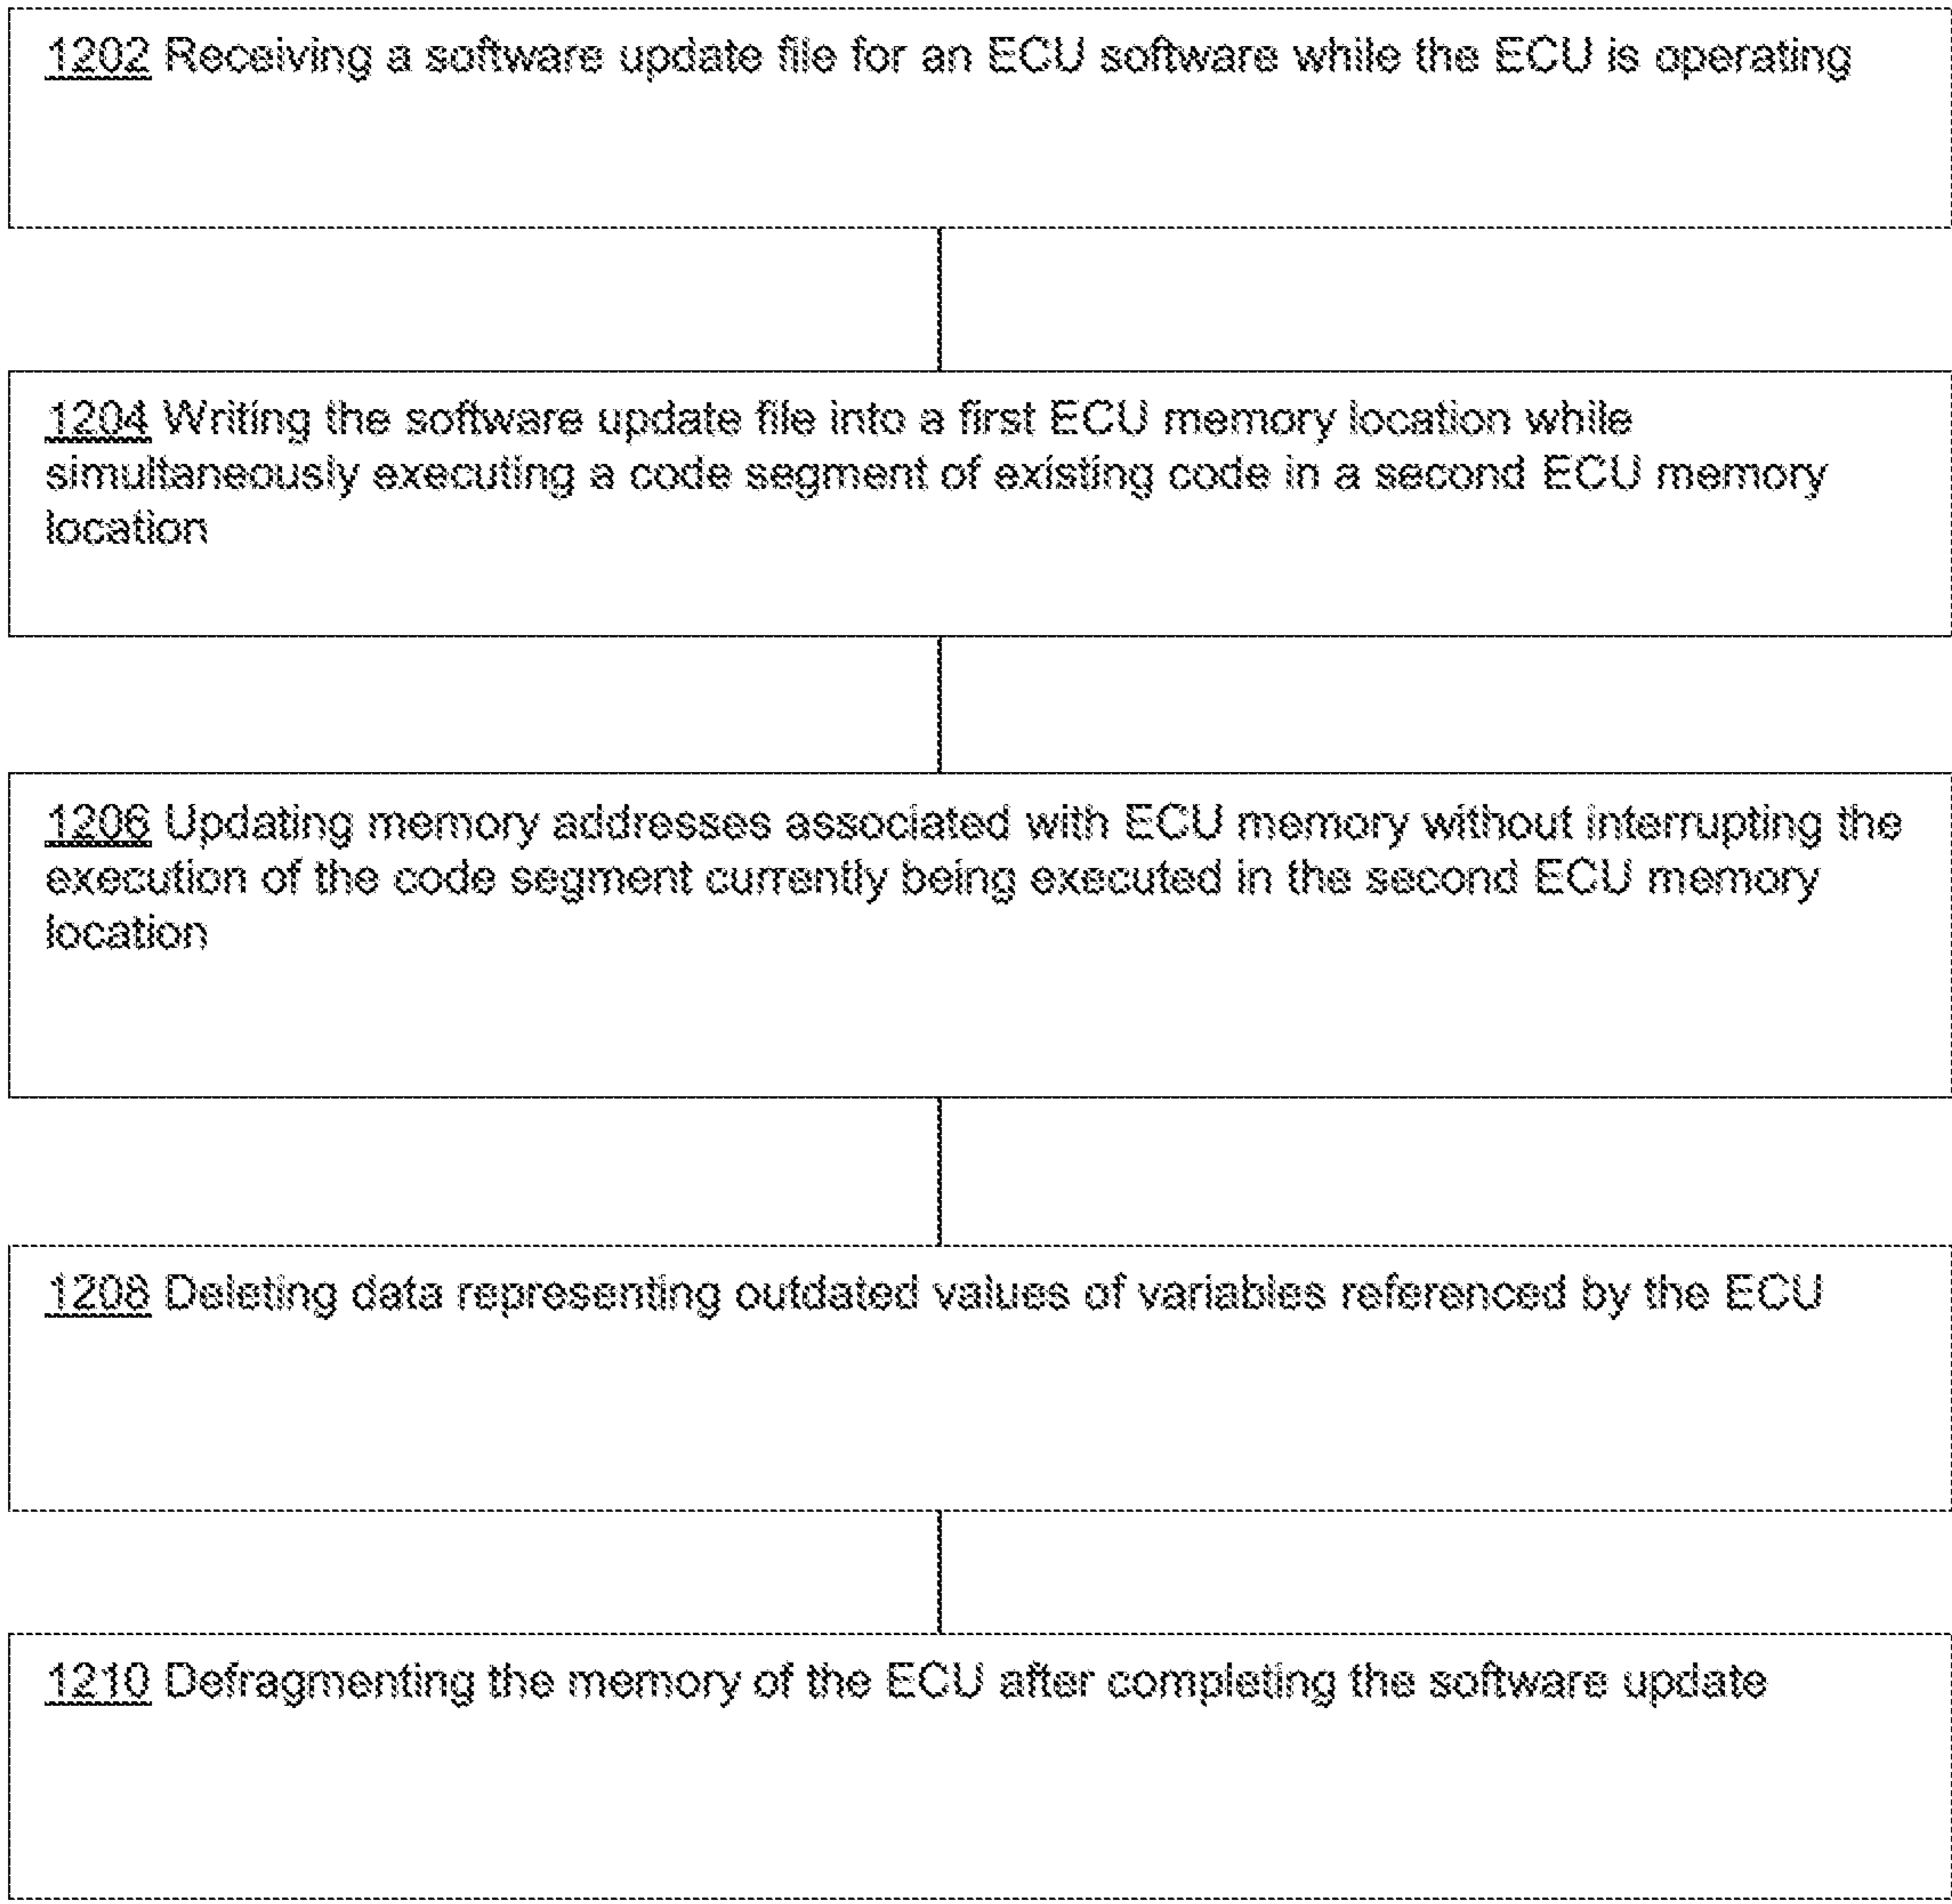 1202 Receiving a software update file for an ECU software while the ECU is operating
1204 Writing the software update file into a first ECU memory location while
simultaneously executing a code segment of existing code in a second ECU memory
location
1206 Updating memory addresses associated with ECU memory without interrupting the
execution of the code segment currently being executed in the second ECU memory
location
1208 Deleting data representing outdated values of variables referenced by the ECU
1210 Defragmenting the memory of the ECU after completing the software update